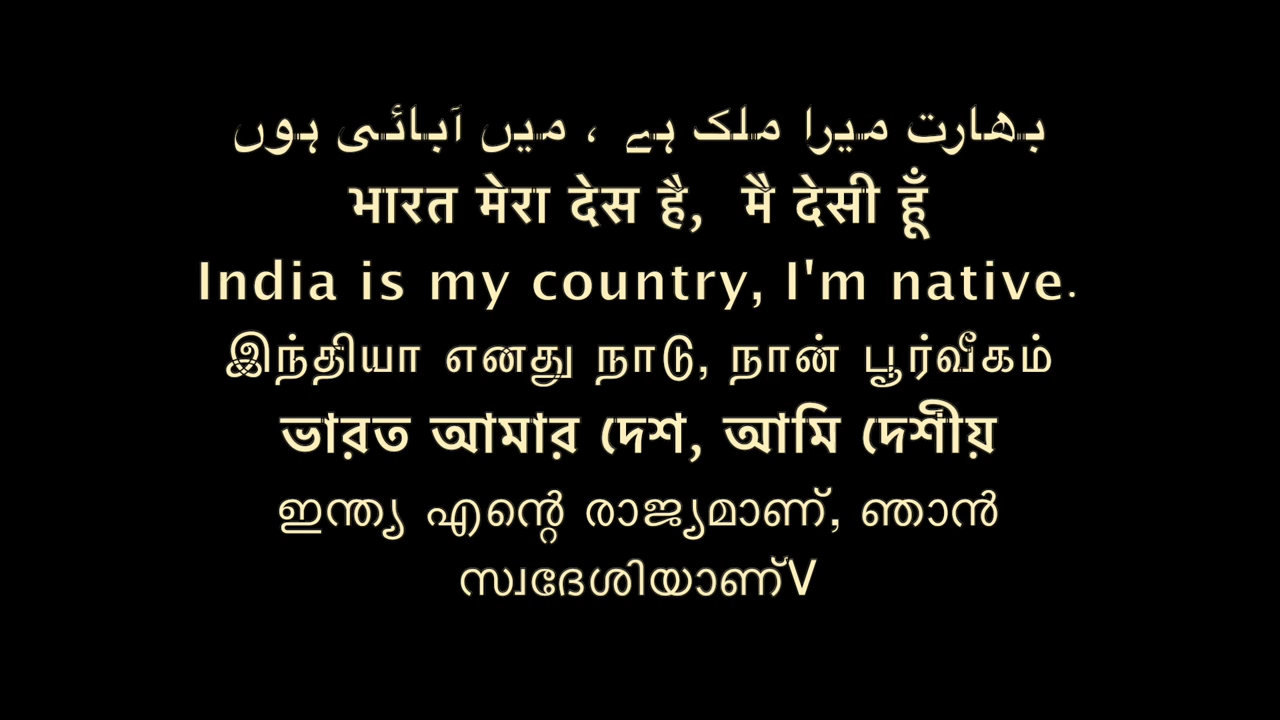 بھارت میرا ملک ہے ، میں آبائی ہوں
भारत मेरा देस है, मै देसी हूँ
India is my country, I'm native.
இந்தியா எனது நாடு, நான் பூர்வீகம்
ভারত আমার দেশ, আমি দেশীয়
ഇന്ത്യ എന്റെ രാജ്യമാണ്, ഞാൻ
സ്വദേശിയാണ്V